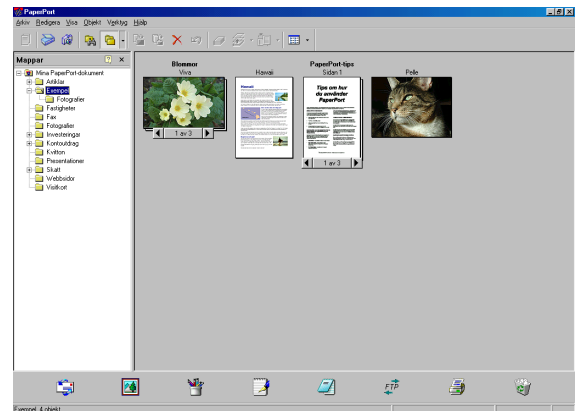 PaperPort
Arkiv Redigera Visa Objekt Verktyg Hjälp
Mappar
Mina PaperPort-dokument
Artiklar
Exempel
Fotografier
Fastigheter
Fax
Fotografier
Investeringar
Kontoutdrag
Kvitton
Presentationer
Skatt
Webbsidor
Visitkort
Blommor
Viva
1 av 3
Hawaii
Hawaii
PaperPort-tips
Sidan 1
Tips om hur
du använder
PaperPort
1 av 3
Pelle
FTP
Exempel, 4 objekt